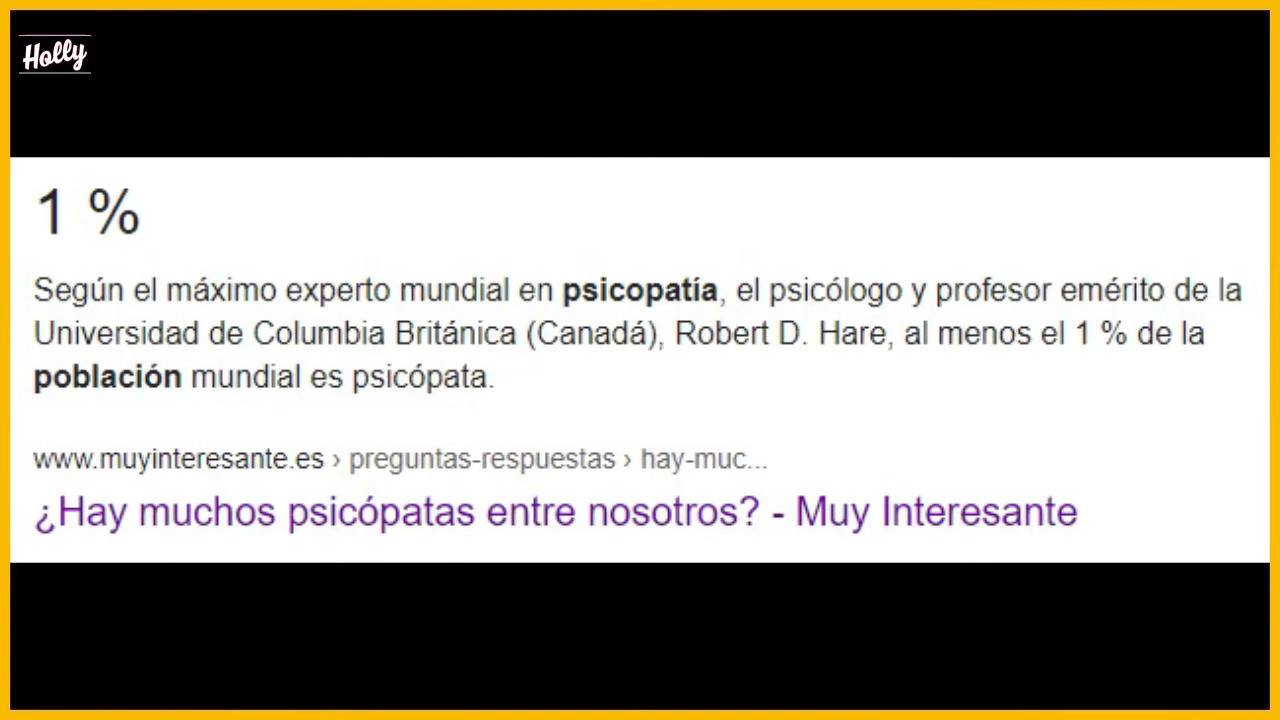 Holly
1 %
Según el máximo experto mundial en psicopatía, el psicólogo y profesor emérito de la
Universidad de Columbia Británica (Canadá), Robert D. Hare, al menos el 1 % de la
población mundial es psicópata.
www.muyinteresante.es › preguntas-respuestas › hay-muc...
¿Hay muchos psicópatas entre nosotros? - Muy Interesante